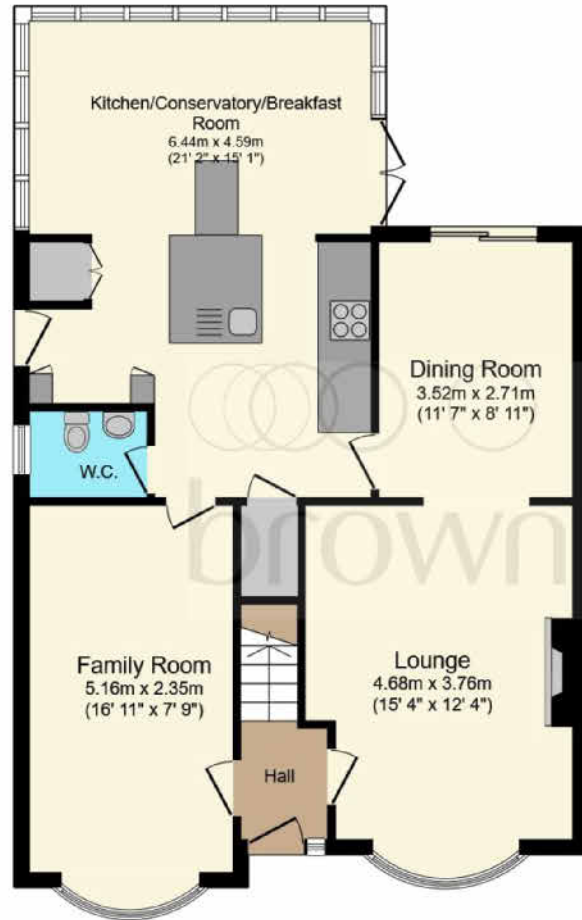 Kitchen/Conservatory/Breakfast
Room
6.44m x 4.59m
(21' 2" x 15' 1")
Dining Room
3.52m x 2.71m
(11' 7" x 8' 11")
W.C.
brown
Family Room
5.16m x 2.35m
(16' 11" x 7' 9")
Lounge
4.68m x 3.76m
(15' 4" x 12' 4")
Hall